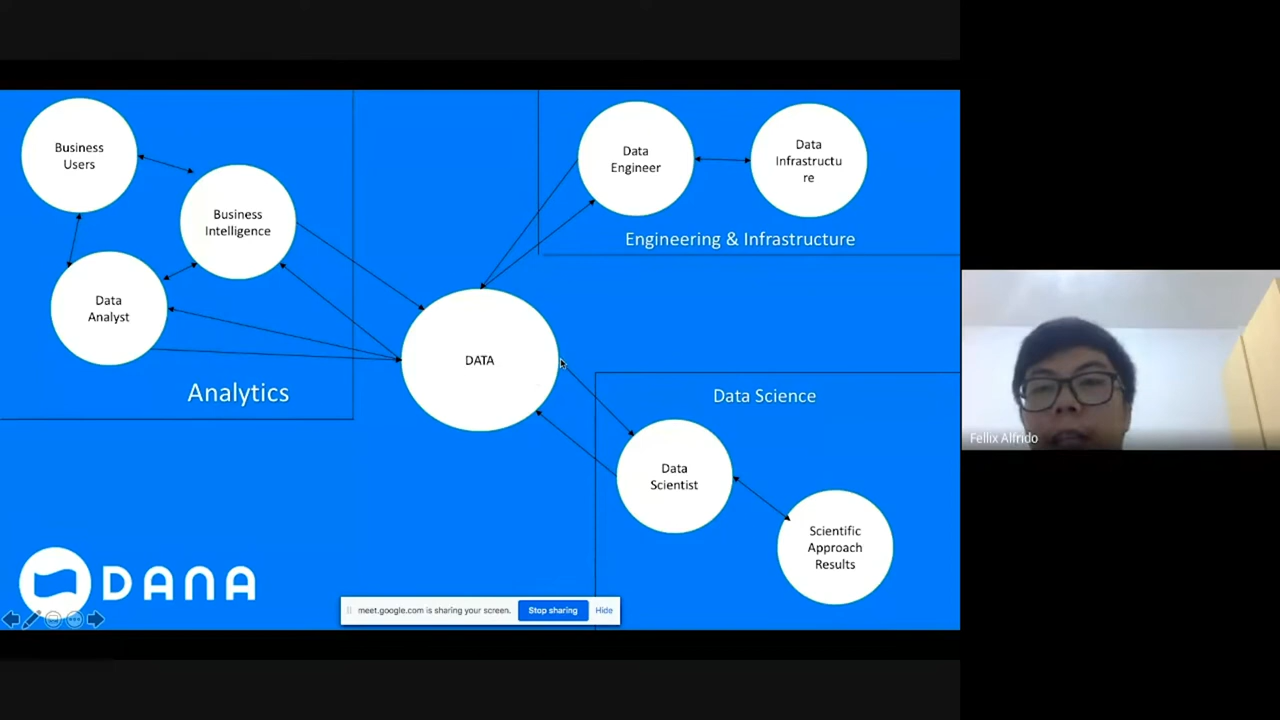 Business
Users
Business
Intelligence
Data
Analyst
Analytics
DATA
Data
Engineer
Data
Infrastructu
re
Engineering & Infrastructure
Data Science
Data
Scientist
Scientific
Approach
Results
DANA
meet.google.com is sharing your screen.
Stop sharing
Hide
Fellix Alfrido